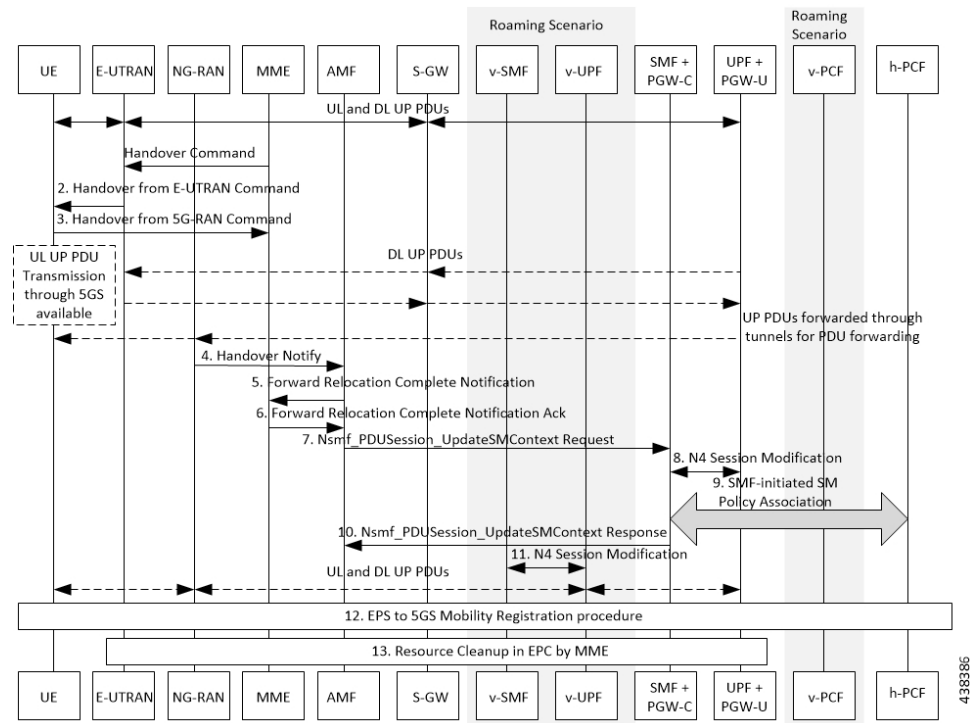 Roaming Scenario
Roaming
Scenario
UE
E-UTRAN
NG-RAN
MME
AMF
S-GW
v-SMF
v-UPF
SMF +
PGW-C
UPF +
PGW-U
v-PCF
h-PCF
UL and DL UP PDUs
Handover Command
2. Handover from E-UTRAN Command
3. Handover from 5G-RAN Command
UL UP PDU
Transmission
through 5GS
available
DL UP PDUs
UP PDUs forwarded through
tunnels for PDU forwarding
4. Handover Notify
5. Forward Relocation Complete Notification
6. Forward Relocation Complete Notification Ack
7. Nsmf_PDUSession_UpdateSMContext Request
8. N4 Session Modification
9. SMF-initiated SM
Policy Association
10. Nsmf_PDUSession_UpdateSMContext Response
11. N4 Session Modification
UL and DL UP PDUs
12. EPS to 5GS Mobility Registration procedure
13. Resource Cleanup in EPC by MME
UE
E-UTRAN
NG-RAN
MME
AMF
S-GW
v-SMF
v-UPF
SMF +
PGW-C
UPF +
PGW-U
v-PCF
h-PCF
438386